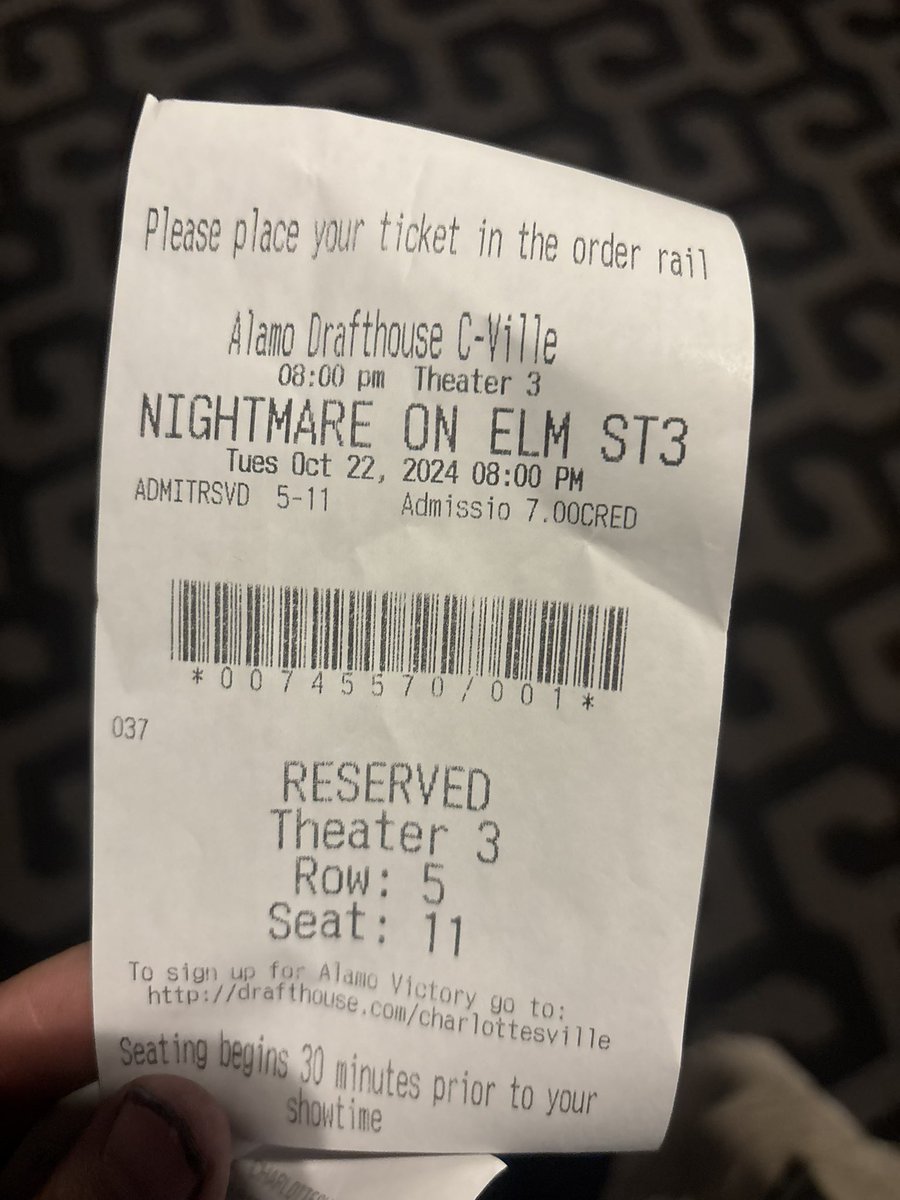 Please place your ticket in the order rail
Alamo Drafthouse C-Ville
08:00 pm Theater 3
NIGHTMARE ON ELM ST3
Tues Oct 22, 2024 08:00 PM
ADMITRSVD 5-11 Admissio 7.00CRED
*00745570/001*
037
RESERVED
Theater 3
Row: 5
Seat: 11
To sign up for Alamo Victory go to:
http://drafthouse.com/charlottesville
Seating begins 30 minutes prior to your
showtime